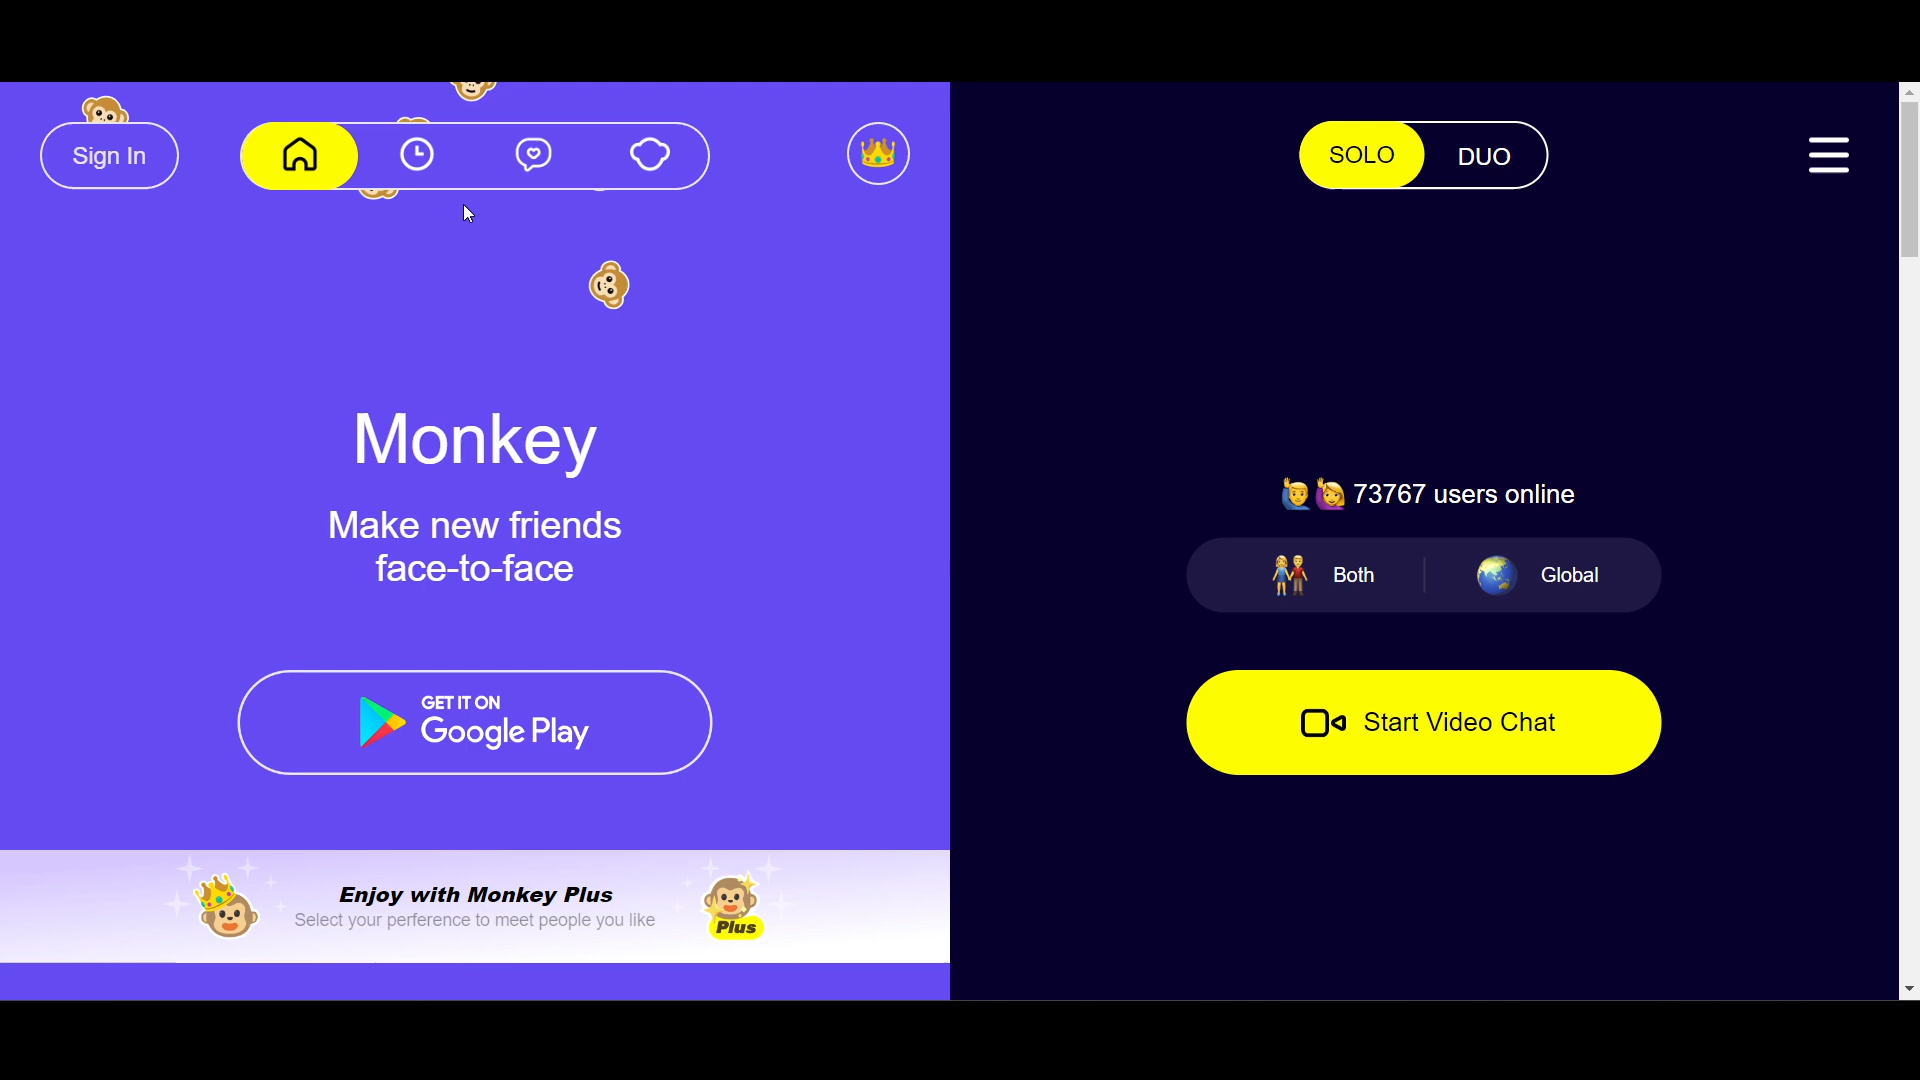 Sign In
SOLO
DUO
Monkey
Make new friends
face-to-face
GET IT ON
Google Play
Enjoy with Monkey Plus
Select your perference to meet people you like
Plus
73767 users online
Both
Global
Start Video Chat